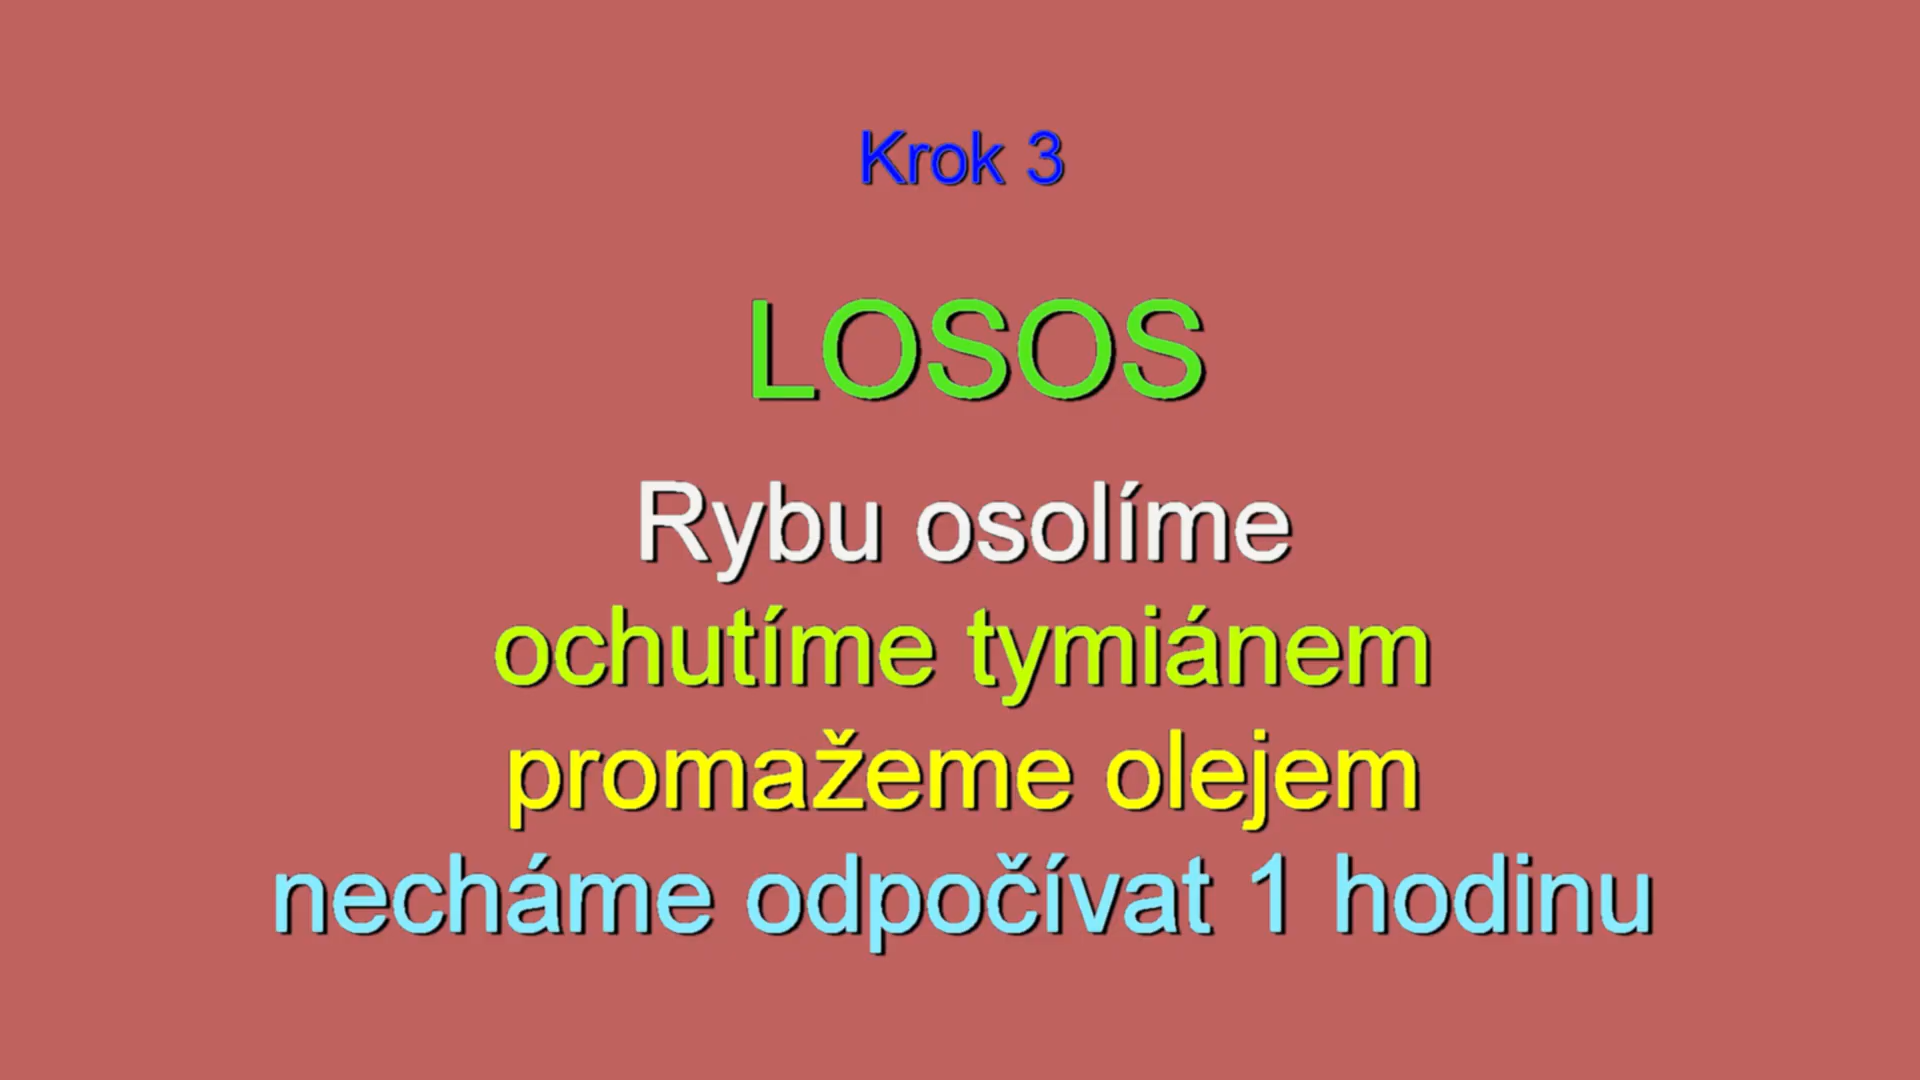 Krok 3
LOSOS
Rybu osolíme
ochutíme tymiánem
promažeme olejem
necháme odpočívat 1 hodinu